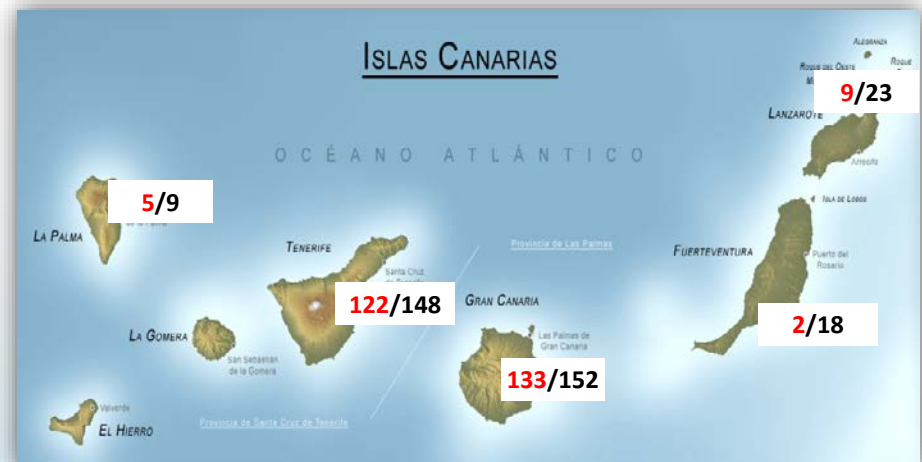 ISLAS CANARIAS
ALEGRANZA
ROQUE DEL OESTE
ROQUE
9/23
LANZAROTE
Arrecife
OCÉANO ATLÁNTICO
5/9
LA PALMA
ISLA DE LOBOS
TENERIFE
Provincia de Las Palmas
FUERTEVENTURA
Puerto del
Rosario
Santa Cruz
122/148
GRAN CANARIA
2/18
LA GOMERA
Las Palmas de
Gran Canaria
San Sebastián
de la Gomera
133/152
Valverde
EL HIERRO
Provincia de Santa Cruz de Tenerife